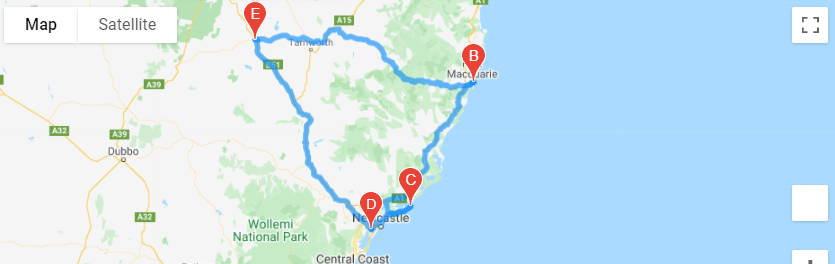 Map
Satellite
E
A15
Tamworth
B
B51
Macquarie
A39
A32
A39
Dubbo
C
A1
D
A32
Newcastle
Wollemi
National Park
Central Coast